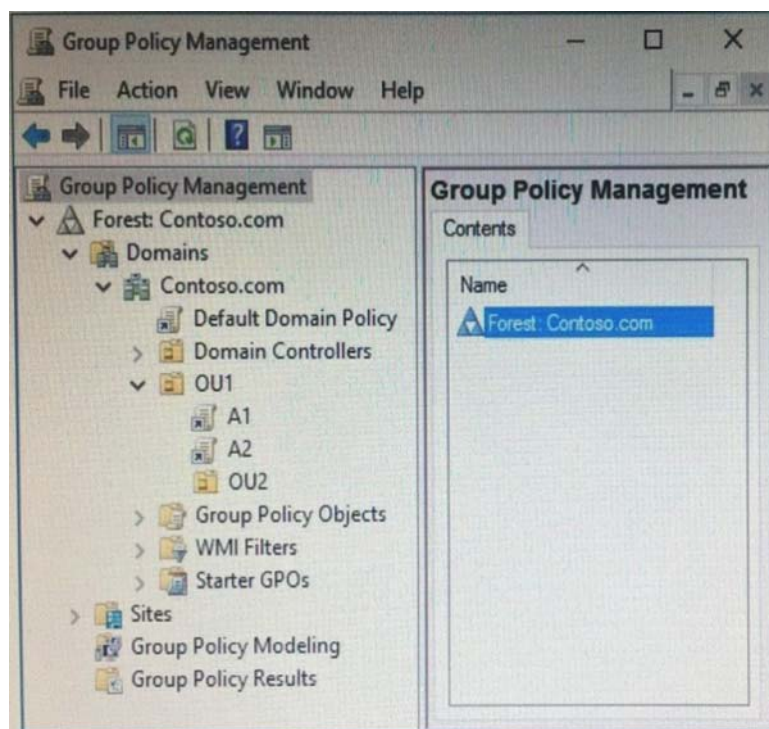 Group Policy Management
File Action View Window Help
Group Policy Management
Forest: Contoso.com
Domains
Contoso.com
Default Domain Policy
Domain Controllers
OU1
A1
A2
OU2
Group Policy Objects
WMI Filters
Starter GPOs
Sites
Group Policy Modeling
Group Policy Results
Group Policy Management
Contents
Name
Forest: Contoso.com